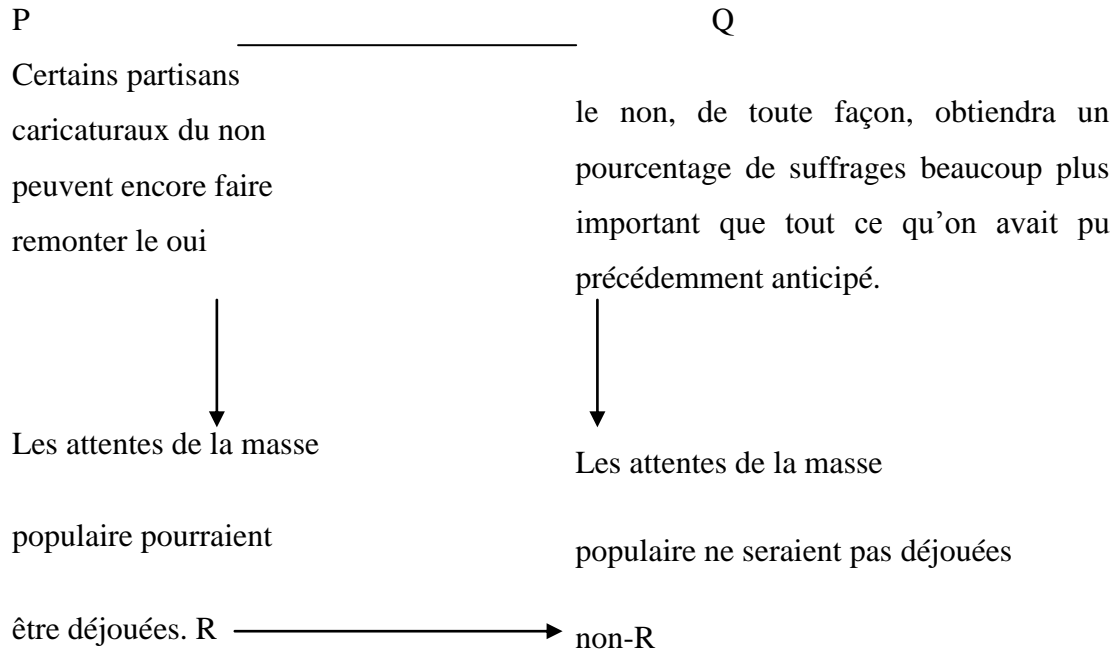 P
Q
Certains partisans
caricaturaux du non
peuvent encore faire
remonter le oui
le non, de toute façon, obtiendra un
pourcentage de suffrages beaucoup plus
important que tout ce qu’on avait pu
précédemment anticipé.
Les attentes de la masse
populaire pourraient
être déjouées. R
Les attentes de la masse
populaire ne seraient pas déjouées
non-R